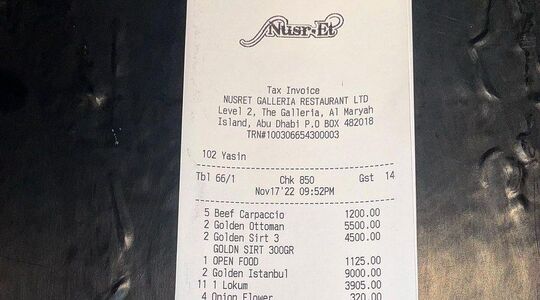 Nusr-Et
Tax Invoice
NUSRET GALLERIA RESTAURANT LTD
Level 2, The Galleria, Al Maryah
Island, Abu Dhabi P.O BOX 482018
TRN#100306654300003
102 Yasin
Tbl 66/1 Chk 850 Gst 14
Nov17'22 09:52PM
5 Beef Carpaccio 1200.00
2 Golden Ottoman 5500.00
2 Golden Sirt 3 4500.00
GOLDN SIRT 300GR
1 OPEN FOOD 1125.00
2 Golden Istanbul 9000.00
11 1 Lokum 3905.00
4 Onion Flower 320.00